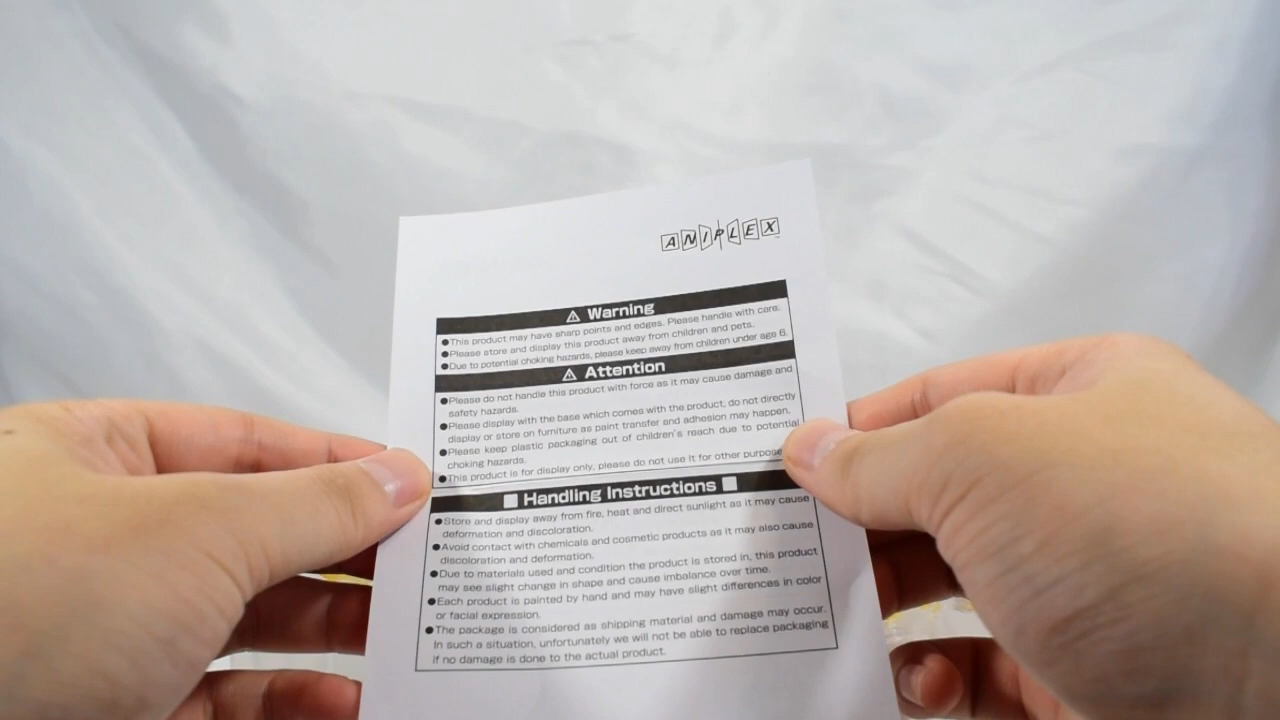 ANIPLEX
⚠ Warning
●This product may have sharp points and edges. Please handle with care.
●Please store and display this product away from children and pets.
●Due to potential choking hazards, please keep away from children under age 6.
⚠ Attention
●Please do not handle this product with force as it may cause damage and
safety hazards.
●Please display with the base which comes with the product; do not directly
display or store on furniture as paint transfer and adhesion may happen.
●Please keep plastic packaging out of children's reach due to potential
choking hazards.
●This product is for display only, please do not use it for other purpose
■ Handling Instructions ■
●Store and display away from fire, heat and direct sunlight as it may cause
deformation and discoloration.
●Avoid contact with chemicals and cosmetic products as it may also cause
discoloration and deformation.
●Due to materials used and condition the product is stored in, this product
may see slight change in shape and cause imbalance over time.
●Each product is painted by hand and may have slight differences in color
or facial expression.
●The package is considered as shipping material and damage may occur.
In such a situation, unfortunately we will not be able to replace packaging
if no damage is done to the actual product.